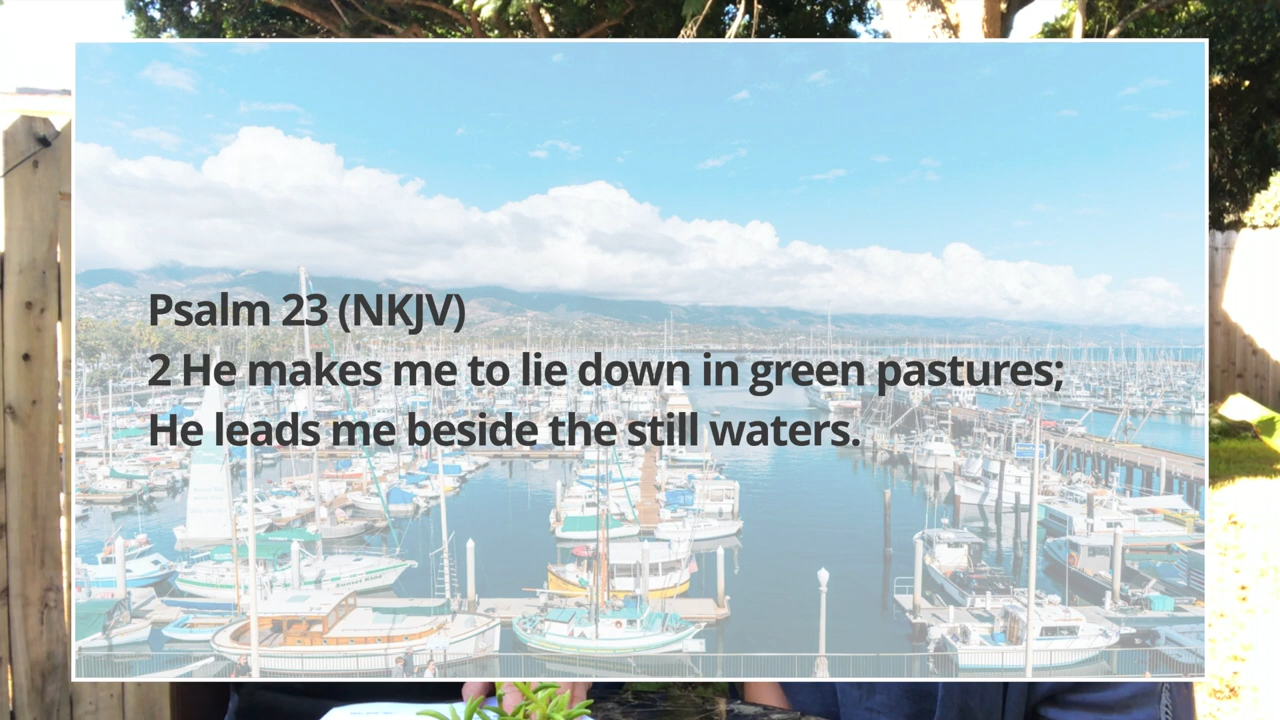 Psalm 23 (NKJV)
2 He makes me to lie down in green pastures;
He leads me beside the still waters.